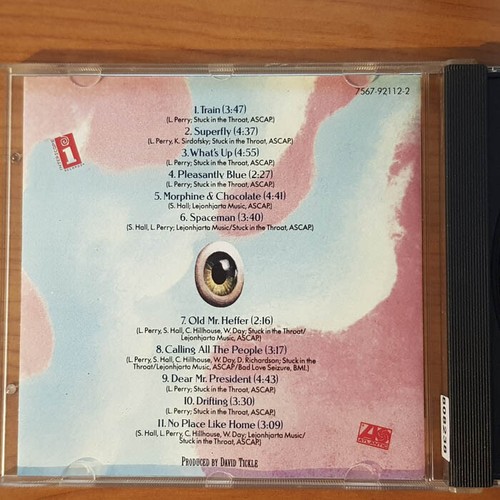 7567-92112-2
1. Train (3:47)
(L. Perry; Stuck in the Throat, ASCAP.)
2. Superfly (4:37)
(L. Perry, K. Sirdofsky; Stuck in the Throat, ASCAP.)
3. What's Up (4:55)
(L. Perry; Stuck in the Throat, ASCAP.)
4. Pleasantly Blue (2:27)
(L. Perry; Stuck in the Throat, ASCAP.)
5. Morphine & Chocolate (4:41)
(S. Hall; Lejonhjarta Music, ASCAP.)
6. Spaceman (3:40)
(S. Hall, L. Perry; Lejonhjarta Music/Stuck in the Throat, ASCAP.)
7. Old Mr. Heffer (2:16)
(L. Perry, S. Hall, C. Hillhouse, W. Day; Stuck in the Throat/
Lejonhjarta Music, ASCAP.)
8. Calling All The People (3:17)
(L. Perry, S. Hall, C. Hillhouse, W. Day, D. Richardson; Stuck in the
Throat/Lejonhjarta Music, ASCAP/Bad Love Seizure, BMI.)
9. Dear Mr. President (4:43)
(L. Perry; Stuck in the Throat, ASCAP.)
10. Drifting (3:30)
(L. Perry; Stuck in the Throat, ASCAP.)
11. No Place Like Home (3:09)
(S. Hall, L. Perry, C. Hillhouse, W. Day; Lejonhjarta Music/
Stuck in the Throat, ASCAP.)
PRODUCED BY DAVID TICKLE
ATLANTIC